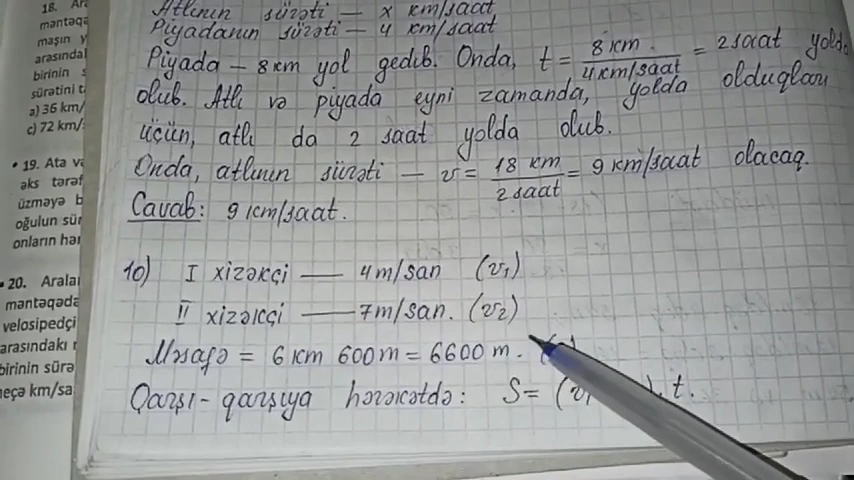 18. Ara
məntəqə
maşın y
arasında
birinin s
sürətini t
a) 36 km/
c) 72 km/
• 19. Ata və
əks tərəf
üzməyə b
oğulun sür
onların hər
• 20. Arala
məntəqədə
velosipedçi
arasındakı
birinin sürə
neçə km/sa
Atlının sürəti — x km/saat
Piyadanın sürəti — 4 km/saat
Piyada – 8 km yol gedib. Onda, t = 8 km / 4 km/saat = 2 saat yolda
olub. Atlı və piyada eyni zamanda, yolda olduqları
üçün, atlı da 2 saat yolda olub.
Onda, atlının sürəti — v = 18 km / 2 saat = 9 km/saat olacaq.
Cavab: 9 km/saat.
10) I xizəkçi — 4 m/san (v₁)
II xizəkçi — 7 m/san. (v₂)
Məsafə = 6 km 600 m = 6600 m.
Qarşı-qarşıya hərəkətdə: S = (v₁ ). t.